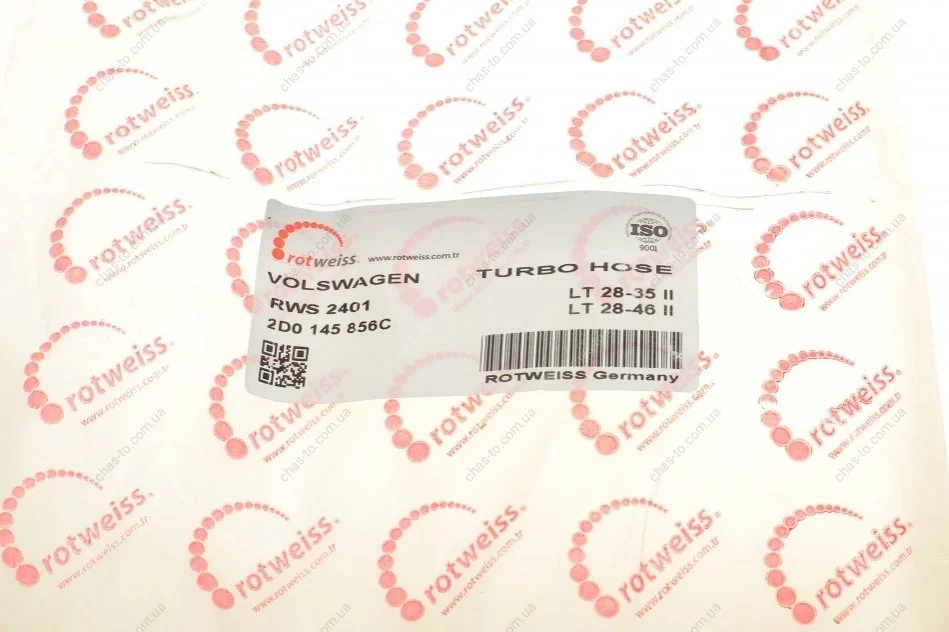 rotweiss®
www.rotweiss.com.tr
ISO
9001
VOLSWAGEN
TURBO HOSE
RWS 2401
LT 28-35 II
2D0 145 856C
LT 28-46 II
ROTWEISS Germany
rotweiss®
www.rotweiss.com.tr
chas-to.com.ua